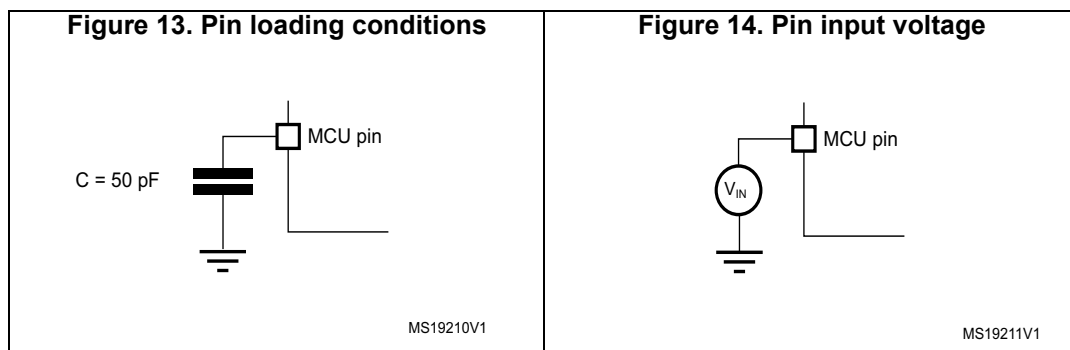 Figure 13. Pin loading conditions
MCU pin
C = 50 pF
MS19210V1
Figure 14. Pin input voltage
MCU pin
VIN
MS19211V1